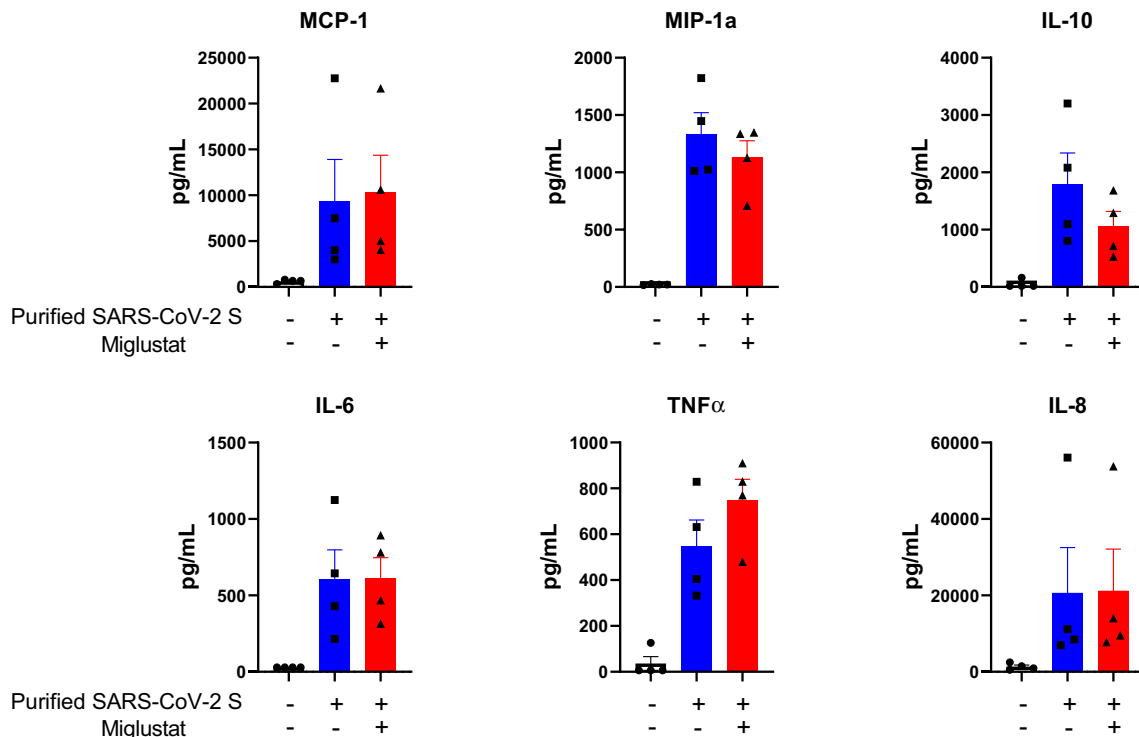 MCP-1 MIP-1a IL-10
25000 2000 4000
20000 1500 3000
15000
10000 1000 2000
5000 500 1000
0 0 0
pg/mL pg/mL pg/mL
Purified SARS-CoV-2 S - + + - + + - + +
Miglustat - - + - - + - - +
IL-6 TNFα IL-8
1500 1000 60000
800
1000 600 40000
500 400 20000
200
0 0 0
pg/mL pg/mL pg/mL
Purified SARS-CoV-2 S - + + - + + - + +
Miglustat - - + - - + - - +